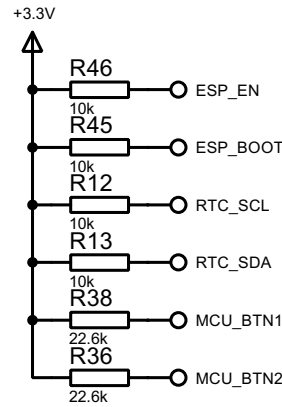 +3.3V
R46
ESP_EN
10k
R45
ESP_BOOT
10k
R12
RTC_SCL
10k
R13
RTC_SDA
10k
R38
MCU_BTN1
22.6k
R36
MCU_BTN2
22.6k